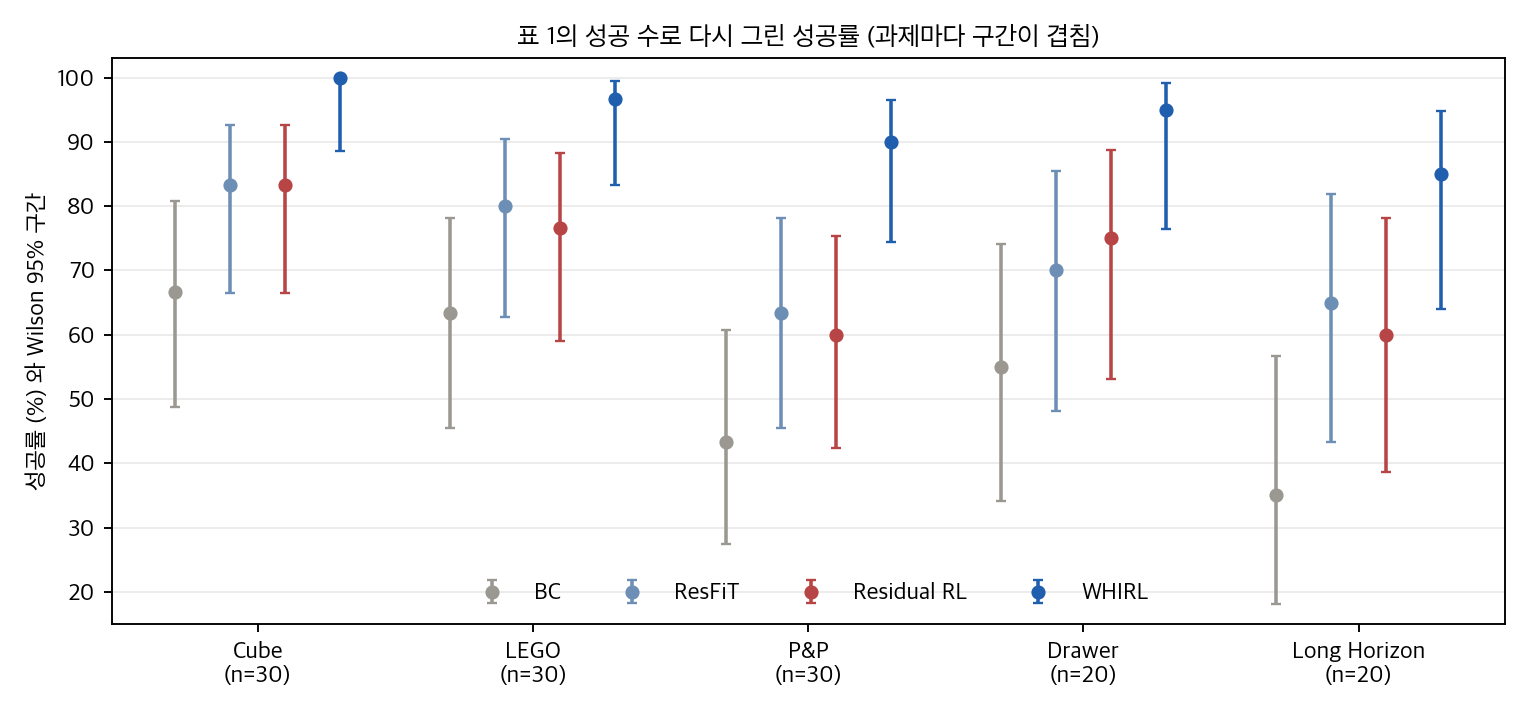 표 1의 성공 수로 다시 그린 성공률 (과제마다 구간이 겹침)
성공률 (%) 와 Wilson 95% 구간
100
90
80
70
60
50
40
30
20
BC
ResFiT
Residual RL
WHIRL
Cube
(n=30)
LEGO
(n=30)
P&P
(n=30)
Drawer
(n=20)
Long Horizon
(n=20)